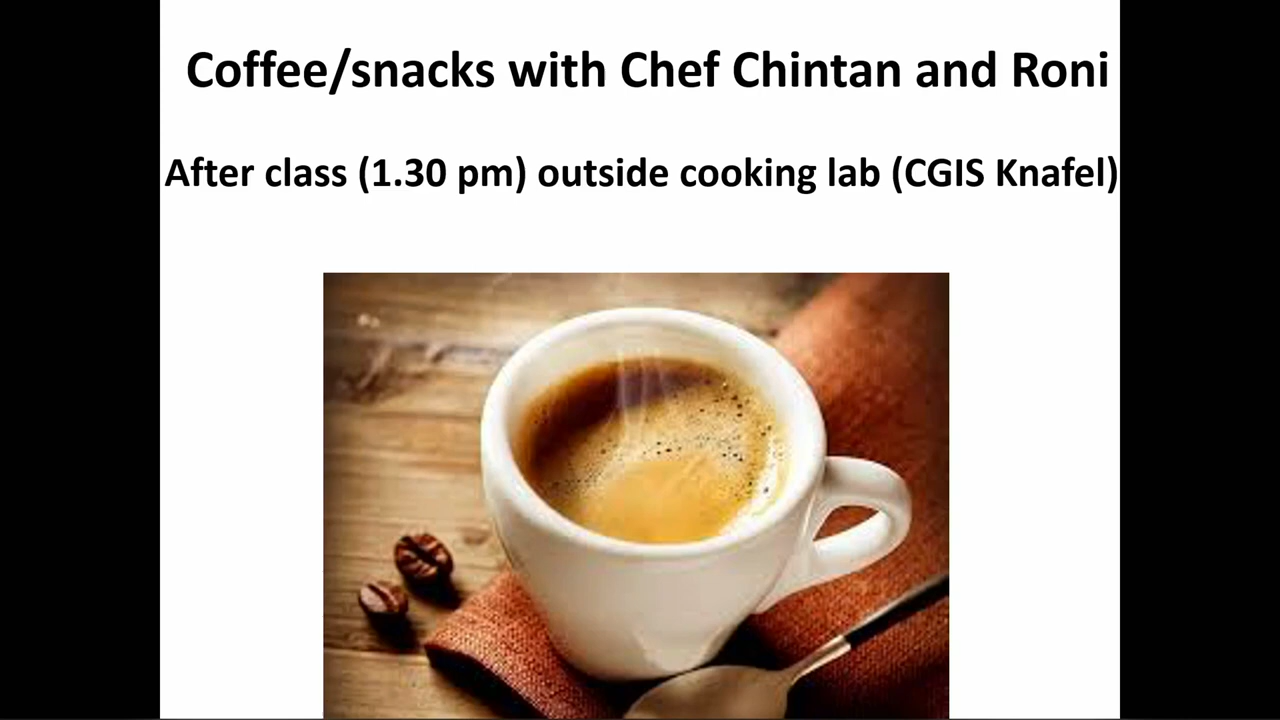 Coffee/snacks with Chef Chintan and Roni
After class (1.30 pm) outside cooking lab (CGIS Knafel)